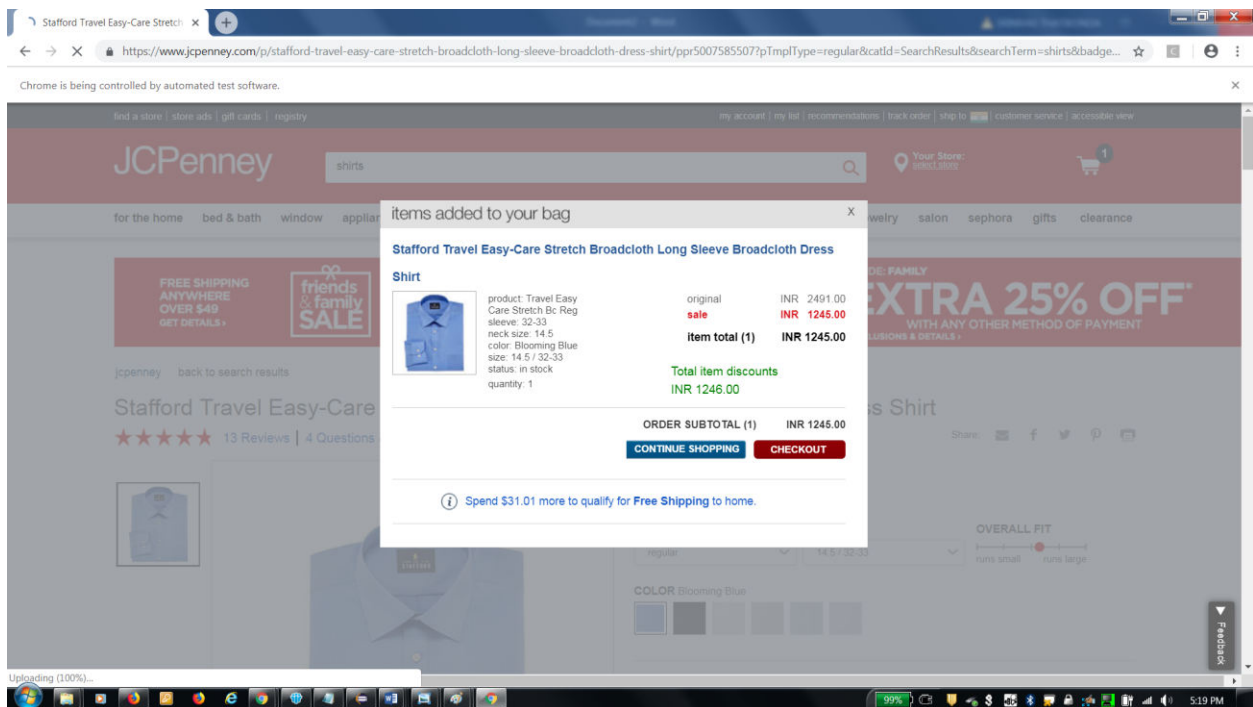 Stafford Travel Easy-Care Stretch
https://www.jcpenney.com/p/stafford-travel-easy-care-stretch-broadcloth-long-sleeve-broadcloth-dress-shirt/ppr5007585507?pTmplType=regular&catId=SearchResults&searchTerm=shirts&badge...
Chrome is being controlled by automated test software.
find a store | store ads | gift cards | registry
my account | my list | recommendations | track order | ship to | customer service | accessible view
JCPenney
shirts
Your Store:
select store
1
for the home bed & bath window applian
welry salon sephora gifts clearance
items added to your bag X
FREE SHIPPING
ANYWHERE
OVER $49
GET DETAILS ›
friends
& family
SALE
DE: FAMILY
EXTRA 25% OFF
WITH ANY OTHER METHOD OF PAYMENT
LUSIONS & DETAILS ›
Stafford Travel Easy-Care Stretch Broadcloth Long Sleeve Broadcloth Dress
Shirt
product: Travel Easy
Care Stretch Bc Reg
sleeve: 32-33
neck size: 14.5
color: Blooming Blue
size: 14.5 / 32-33
status: in stock
quantity: 1
original INR 2491.00
sale INR 1245.00
item total (1) INR 1245.00
Total item discounts
INR 1246.00
ORDER SUBTOTAL (1) INR 1245.00
CONTINUE SHOPPING CHECKOUT
i Spend $31.01 more to qualify for Free Shipping to home.
jcpenney back to search results
Stafford Travel Easy-Care
ss Shirt
13 Reviews | 4 Questions
Share:
STAFFORD
regular
14.5 / 32-33
OVERALL FIT
runs small runs large
COLOR Blooming Blue
Feedback
Uploading (100%)...
99%
5:19 PM